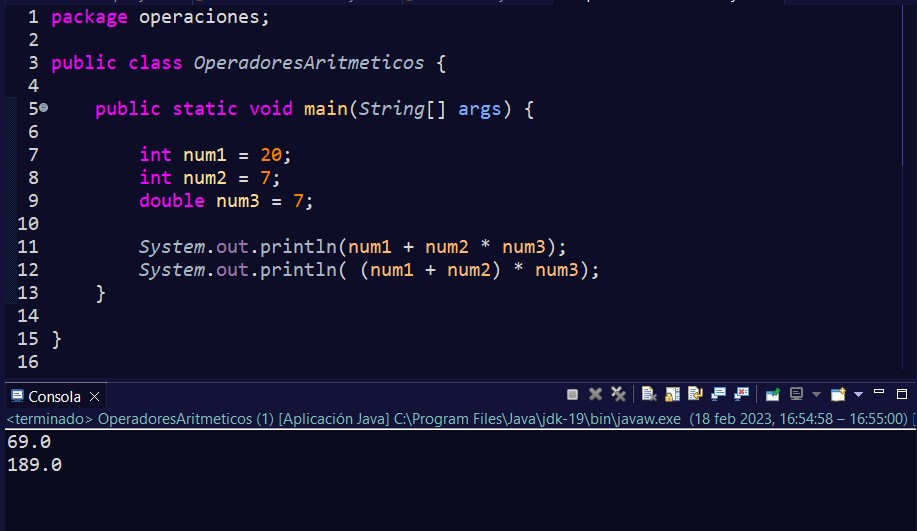 1 package operaciones;
2
3 public class OperadoresAritmeticos {
4
5 public static void main(String[] args) {
6
7 int num1 = 20;
8 int num2 = 7;
9 double num3 = 7;
10
11 System.out.println(num1 + num2 * num3);
12 System.out.println( (num1 + num2) * num3);
13 }
14
15 }
16
Consola
<terminado> OperadoresAritmeticos (1) [Aplicación Java] C:\Program Files\Java\jdk-19\bin\javaw.exe (18 feb 2023, 16:54:58 – 16:55:00) [
69.0
189.0